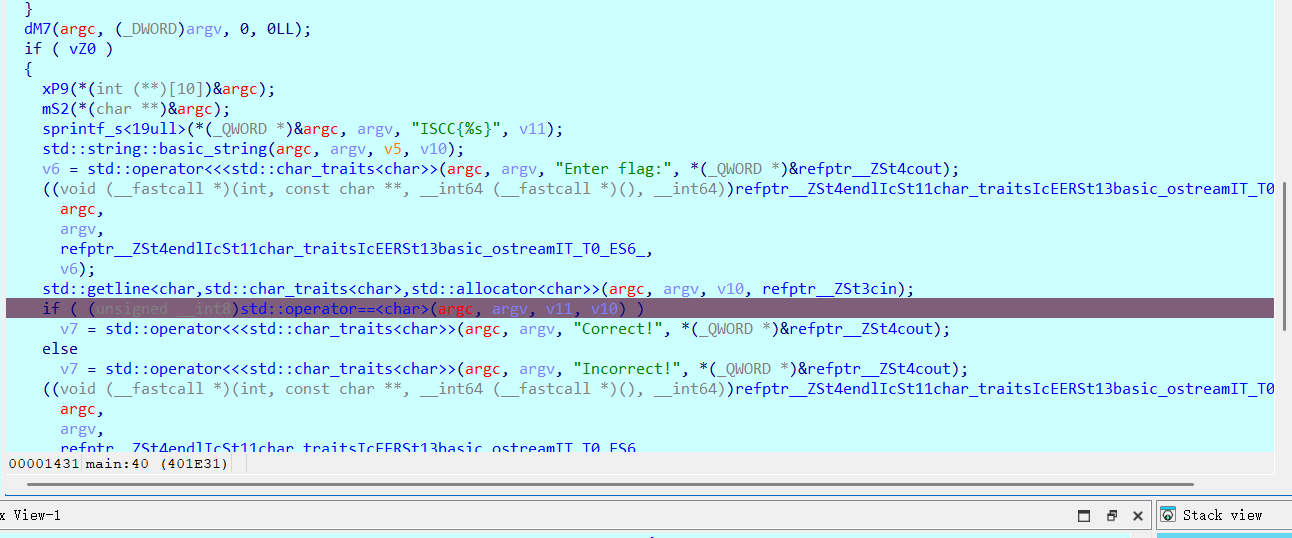 }
dM7(argc, (_DWORD)argv, 0, 0LL);
if ( vZ0 )
{
xP9(*(int (**)[10])&argc);
mS2(*(char **)&argc);
sprintf_s<19ull>(*(_QWORD *)&argc, argv, "ISCC{%s}", v11);
std::string::basic_string(argc, argv, v5, v10);
v6 = std::operator<<<std::char_traits<char>>(argc, argv, "Enter flag:", *(_QWORD *)&refptr__ZSt4cout);
((void (__fastcall *)(int, const char **, __int64 (__fastcall *)(), __int64))refptr__ZSt4endlIcSt11char_traitsIcEERSt13basic_ostreamIT_T0
argc,
argv,
refptr__ZSt4endlIcSt11char_traitsIcEERSt13basic_ostreamIT_T0_ES6_,
v6);
std::getline<char,std::char_traits<char>,std::allocator<char>>(argc, argv, v10, refptr__ZSt3cin);
if ( (unsigned __int8)std::operator==<char>(argc, argv, v11, v10) )
v7 = std::operator<<<std::char_traits<char>>(argc, argv, "Correct!", *(_QWORD *)&refptr__ZSt4cout);
else
v7 = std::operator<<<std::char_traits<char>>(argc, argv, "Incorrect!", *(_QWORD *)&refptr__ZSt4cout);
((void (__fastcall *)(int, const char **, __int64 (__fastcall *)(), __int64))refptr__ZSt4endlIcSt11char_traitsIcEERSt13basic_ostreamIT_T0
argc,
argv,
refptr__ZSt4endlIcSt11char_traitsIcEERSt13basic_ostreamIT_T0_ES6_
00001431 main:40 (401E31)
x View-1
Stack view